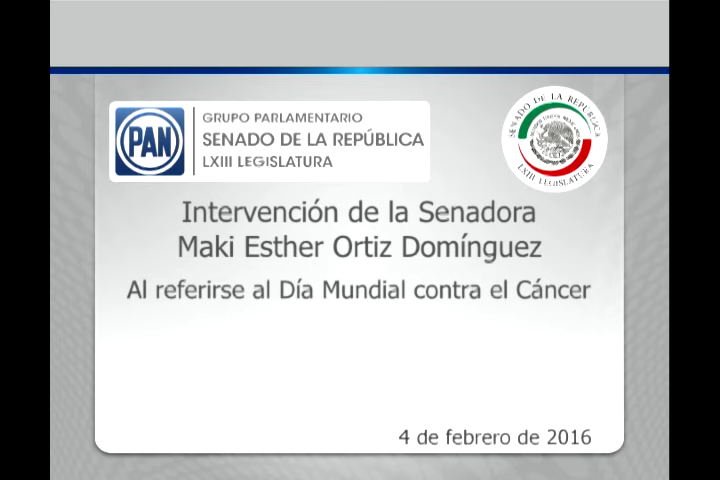 PAN
GRUPO PARLAMENTARIO
SENADO DE LA REPÚBLICA
LXIII LEGISLATURA
SENADO DE LA REPÚBLICA
LXIII LEGISLATURA
Intervención de la Senadora
Maki Esther Ortiz Domínguez
Al referirse al Día Mundial contra el Cáncer
4 de febrero de 2016